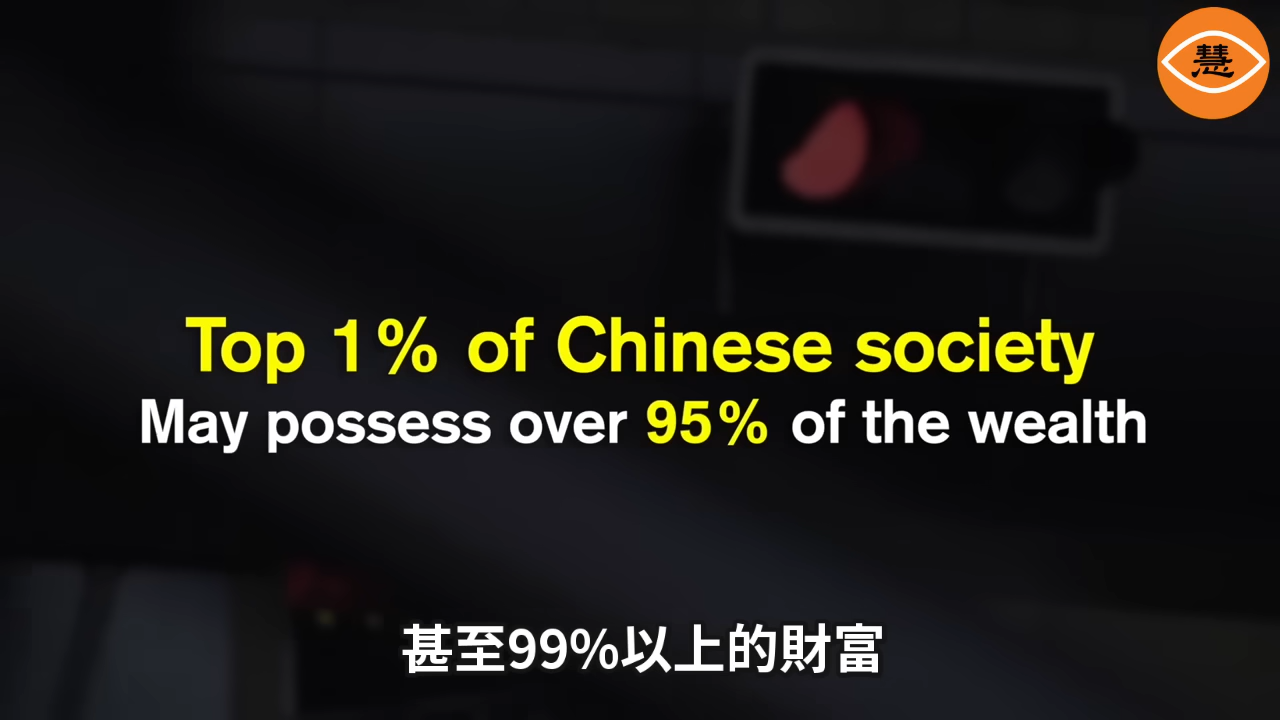 慧
Top 1% of Chinese society
May possess over 95% of the wealth
甚至99%以上的財富